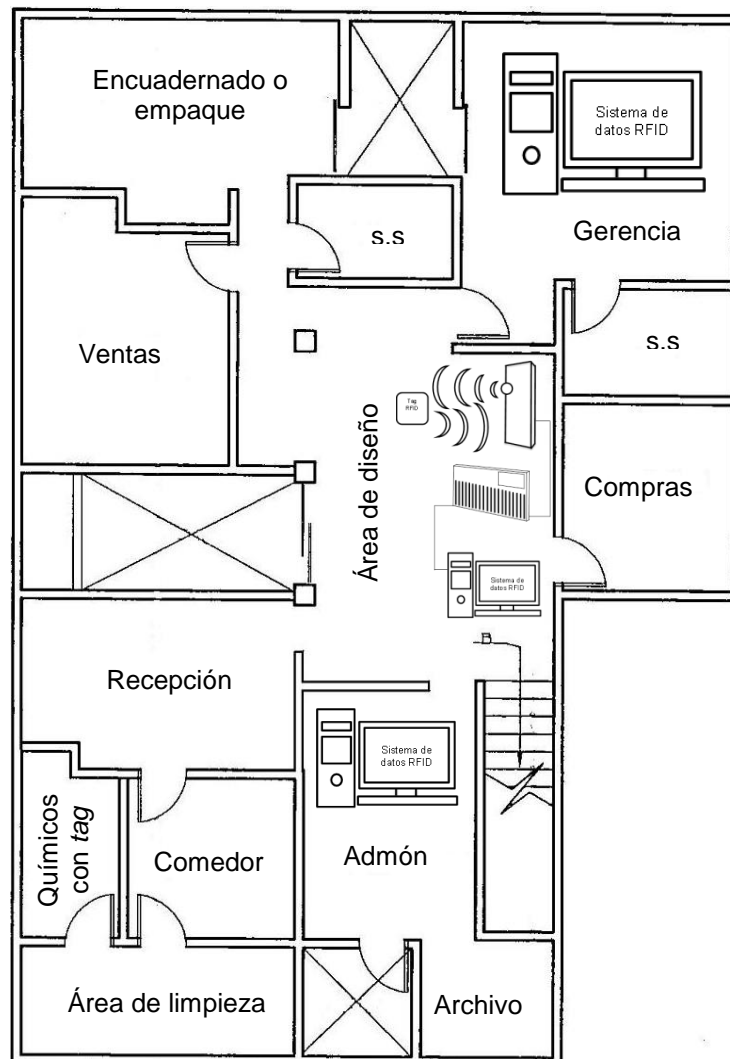 Encuadernado o
empaque
Sistema de
datos RFID
s.s
Gerencia
Ventas
s.s
Tag
RFID
Área de diseño
Compras
Sistema de
datos RFID
B
Recepción
Sistema de
datos RFID
Químicos
con tag
Comedor
Admón
Área de limpieza
Archivo